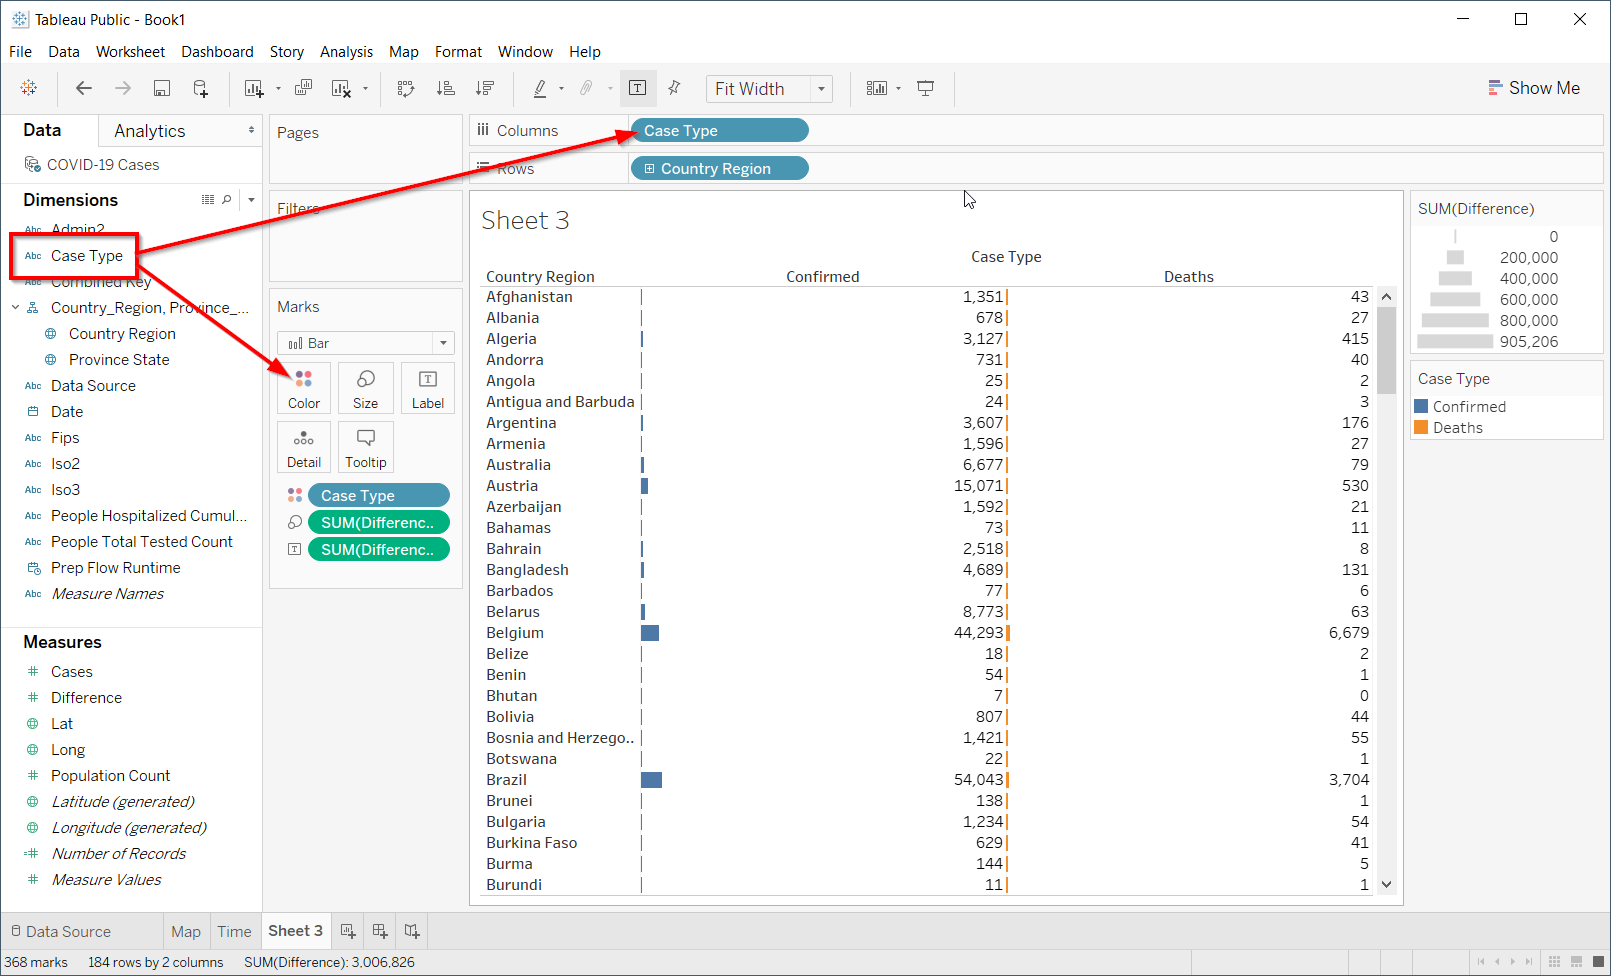 Tableau Public - Book1
File Data Worksheet Dashboard Story Analysis Map Format Window Help
Fit Width
Show Me
Data Analytics
COVID-19 Cases
Dimensions
Admin2
Abc Case Type
Abc Combined Key
Country_Region, Province_...
Country Region
Province State
Abc Data Source
Date
Abc Fips
Abc Iso2
Abc Iso3
Abc People Hospitalized Cumul...
Abc People Total Tested Count
Prep Flow Runtime
Abc Measure Names
Measures
# Cases
# Difference
Lat
Long
# Population Count
Latitude (generated)
Longitude (generated)
=# Number of Records
# Measure Values
Pages
Filters
Marks
Bar
Color Size T Label
Detail Tooltip
Case Type
SUM(Differenc..
T SUM(Differenc..
Columns Case Type
Rows Country Region
Sheet 3
Case Type
Country Region Confirmed Deaths
Afghanistan 1,351 43
Albania 678 27
Algeria 3,127 415
Andorra 731 40
Angola 25 2
Antigua and Barbuda 24 3
Argentina 3,607 176
Armenia 1,596 27
Australia 6,677 79
Austria 15,071 530
Azerbaijan 1,592 21
Bahamas 73 11
Bahrain 2,518 8
Bangladesh 4,689 131
Barbados 77 6
Belarus 8,773 63
Belgium 44,293 6,679
Belize 18 2
Benin 54 1
Bhutan 7 0
Bolivia 807 44
Bosnia and Herzego.. 1,421 55
Botswana 22 1
Brazil 54,043 3,704
Brunei 138 1
Bulgaria 1,234 54
Burkina Faso 629 41
Burma 144 5
Burundi 11 1
SUM(Difference)
0
200,000
400,000
600,000
800,000
905,206
Case Type
Confirmed
Deaths
Data Source Map Time Sheet 3
368 marks 184 rows by 2 columns SUM(Difference): 3,006,826